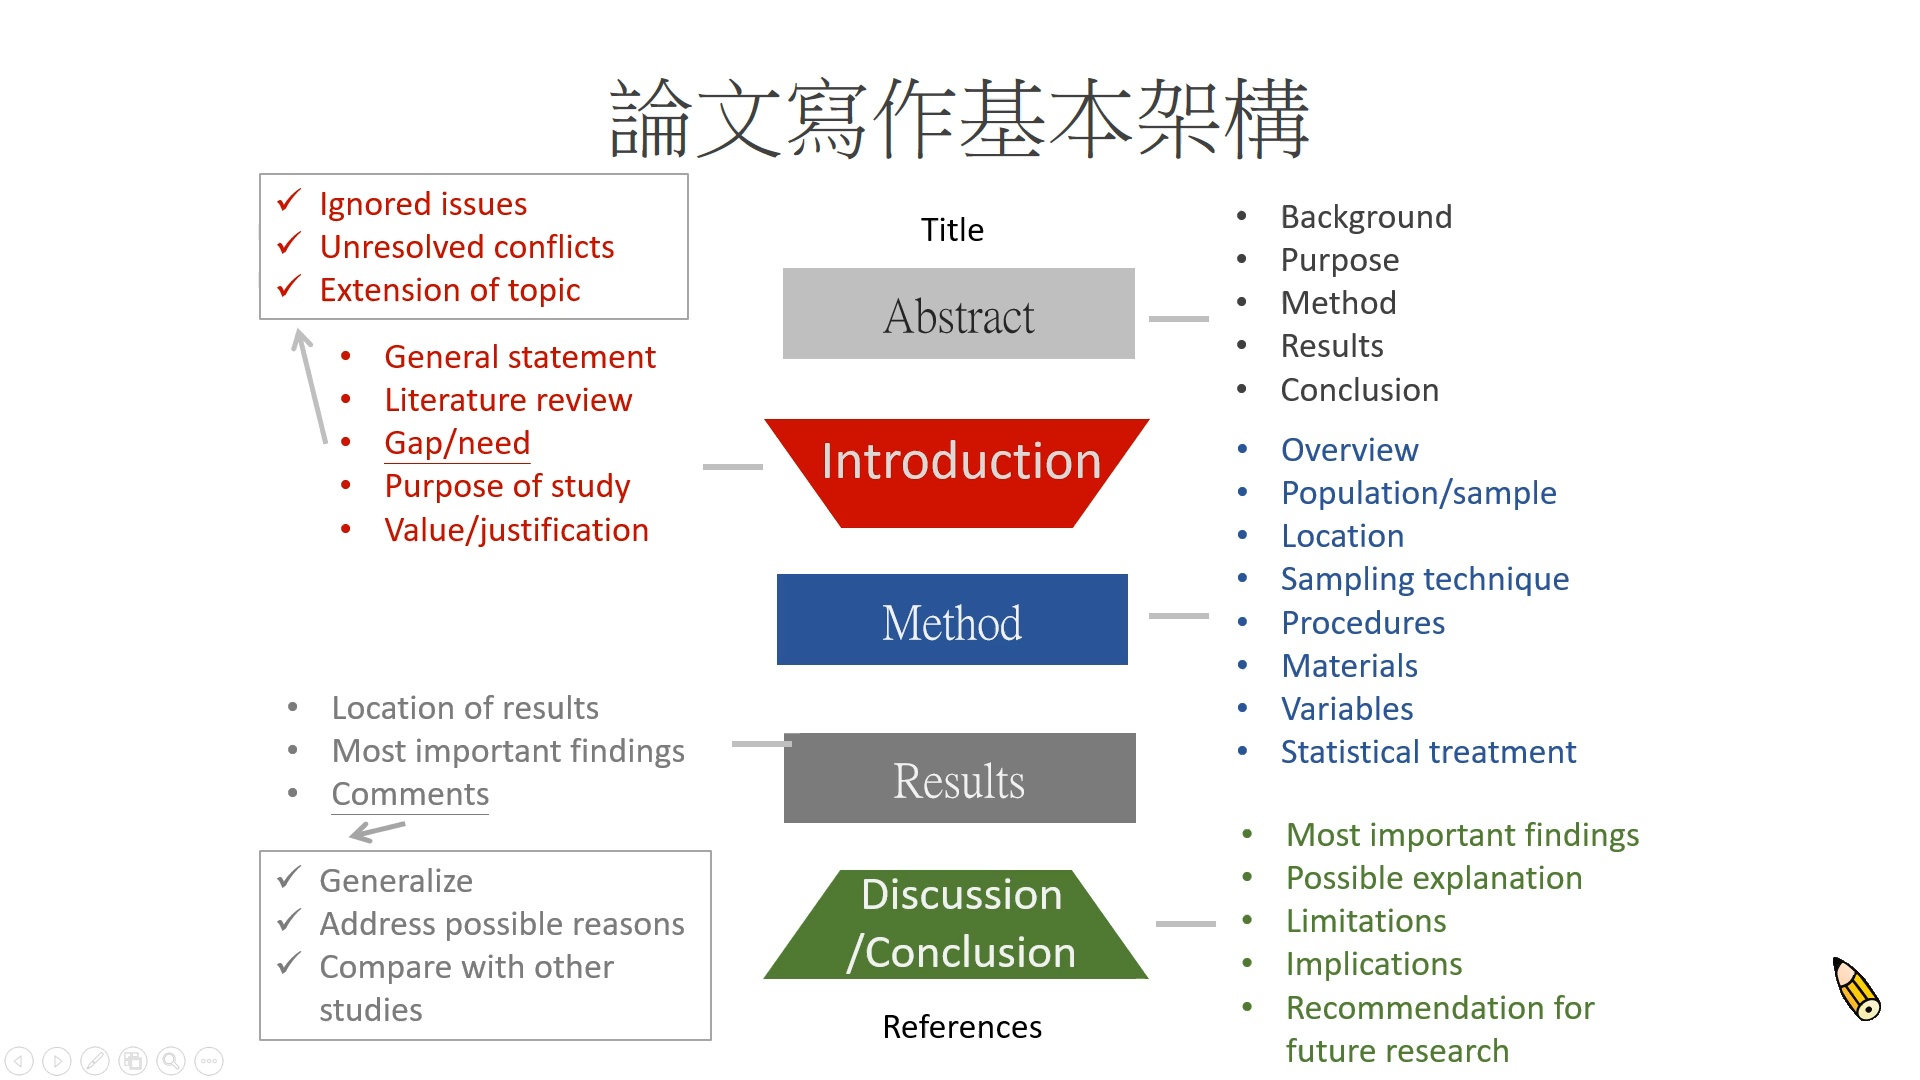 論文寫作基本架構
Ignored issues
Unresolved conflicts
Extension of topic
General statement
Literature review
Gap/need
Purpose of study
Value/justification
Title
Abstract
Background
Purpose
Method
Results
Conclusion
Introduction
Method
Overview
Population/sample
Location
Sampling technique
Procedures
Materials
Variables
Statistical treatment
Location of results
Most important findings
Comments
Generalize
Address possible reasons
Compare with other
studies
Results
Discussion
/Conclusion
Most important findings
Possible explanation
Limitations
Implications
Recommendation for
future research
References